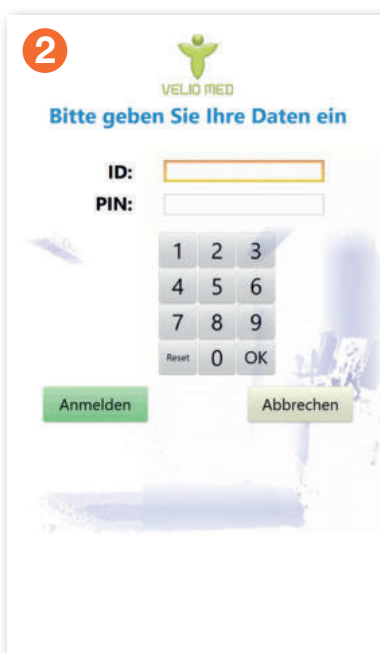 2
VELIO MED
Bitte geben Sie Ihre Daten ein
ID:
PIN:
1 2 3
4 5 6
7 8 9
Reset 0 OK
Anmelden Abbrechen